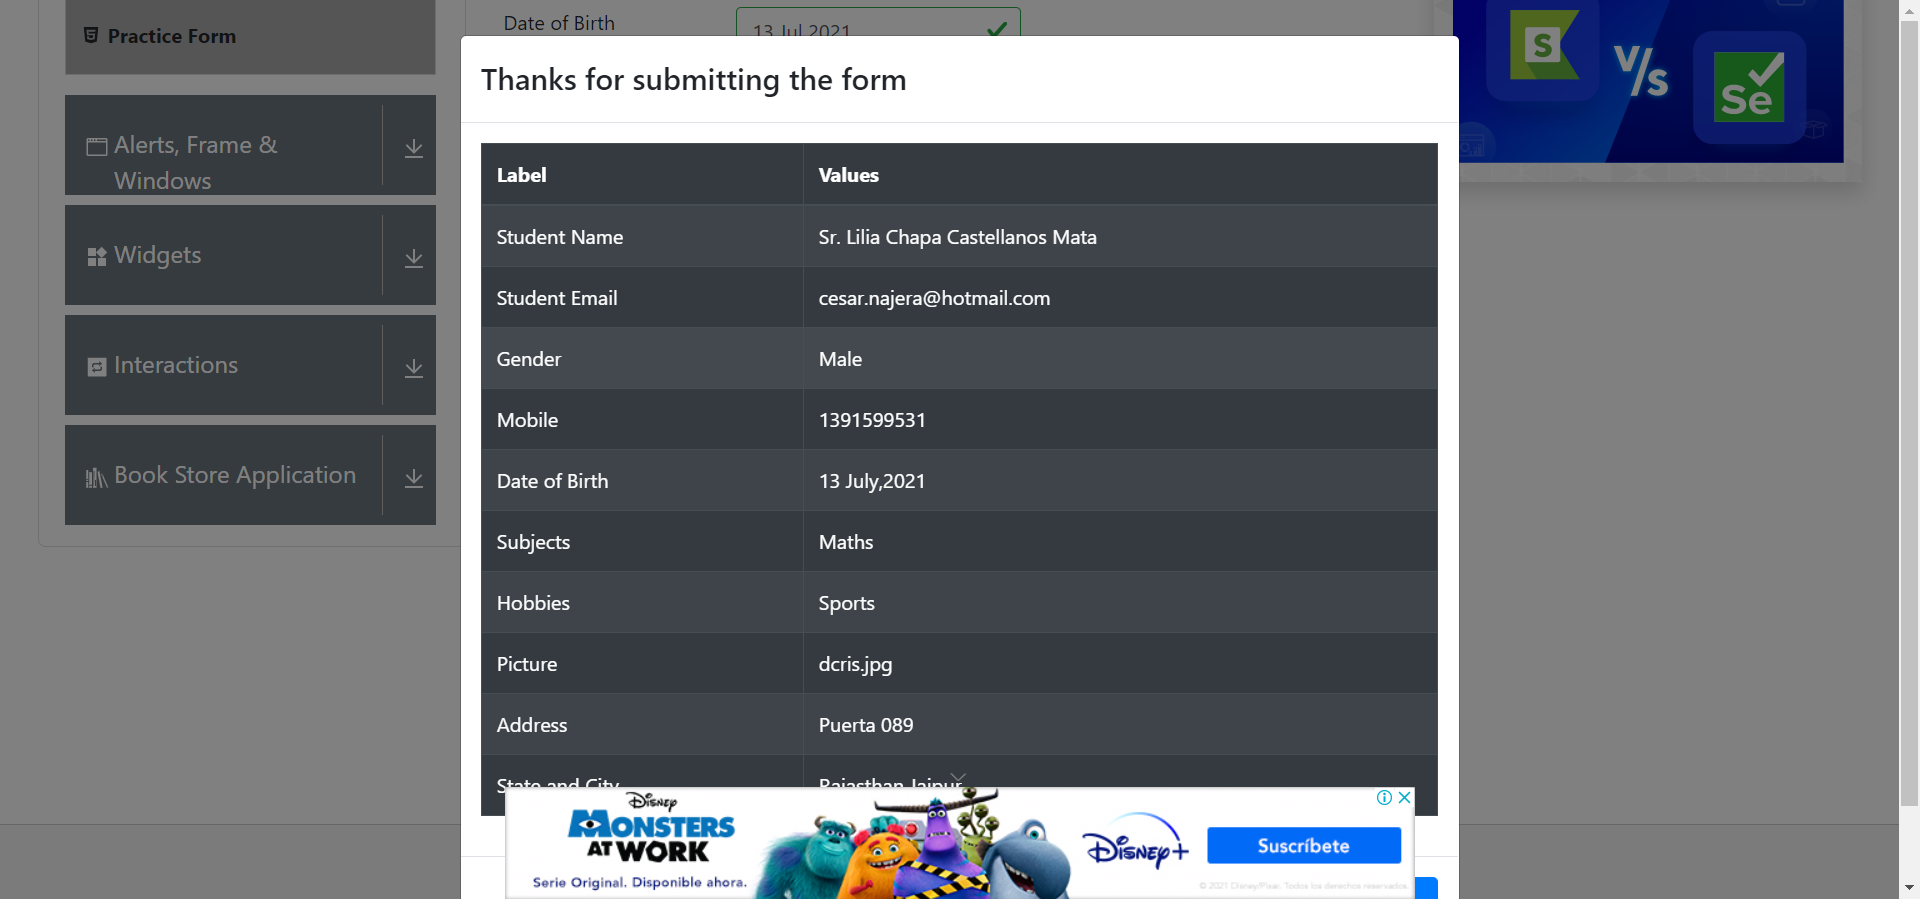 Practice Form
Alerts, Frame &
Windows
Widgets
Interactions
Book Store Application
Date of Birth
13 Jul 2021
Thanks for submitting the form
Label Values
Student Name Sr. Lilia Chapa Castellanos Mata
Student Email cesar.najera@hotmail.com
Gender Male
Mobile 1391599531
Date of Birth 13 July,2021
Subjects Maths
Hobbies Sports
Picture dcris.jpg
Address Puerta 089
State and City Rajasthan Jaipur
S V/s Se
Disney
MONSTERS
AT WORK
Serie Original. Disponible ahora.
Disney+
Suscríbete
© 2021 Disney/Pixar. Todos los derechos reservados.